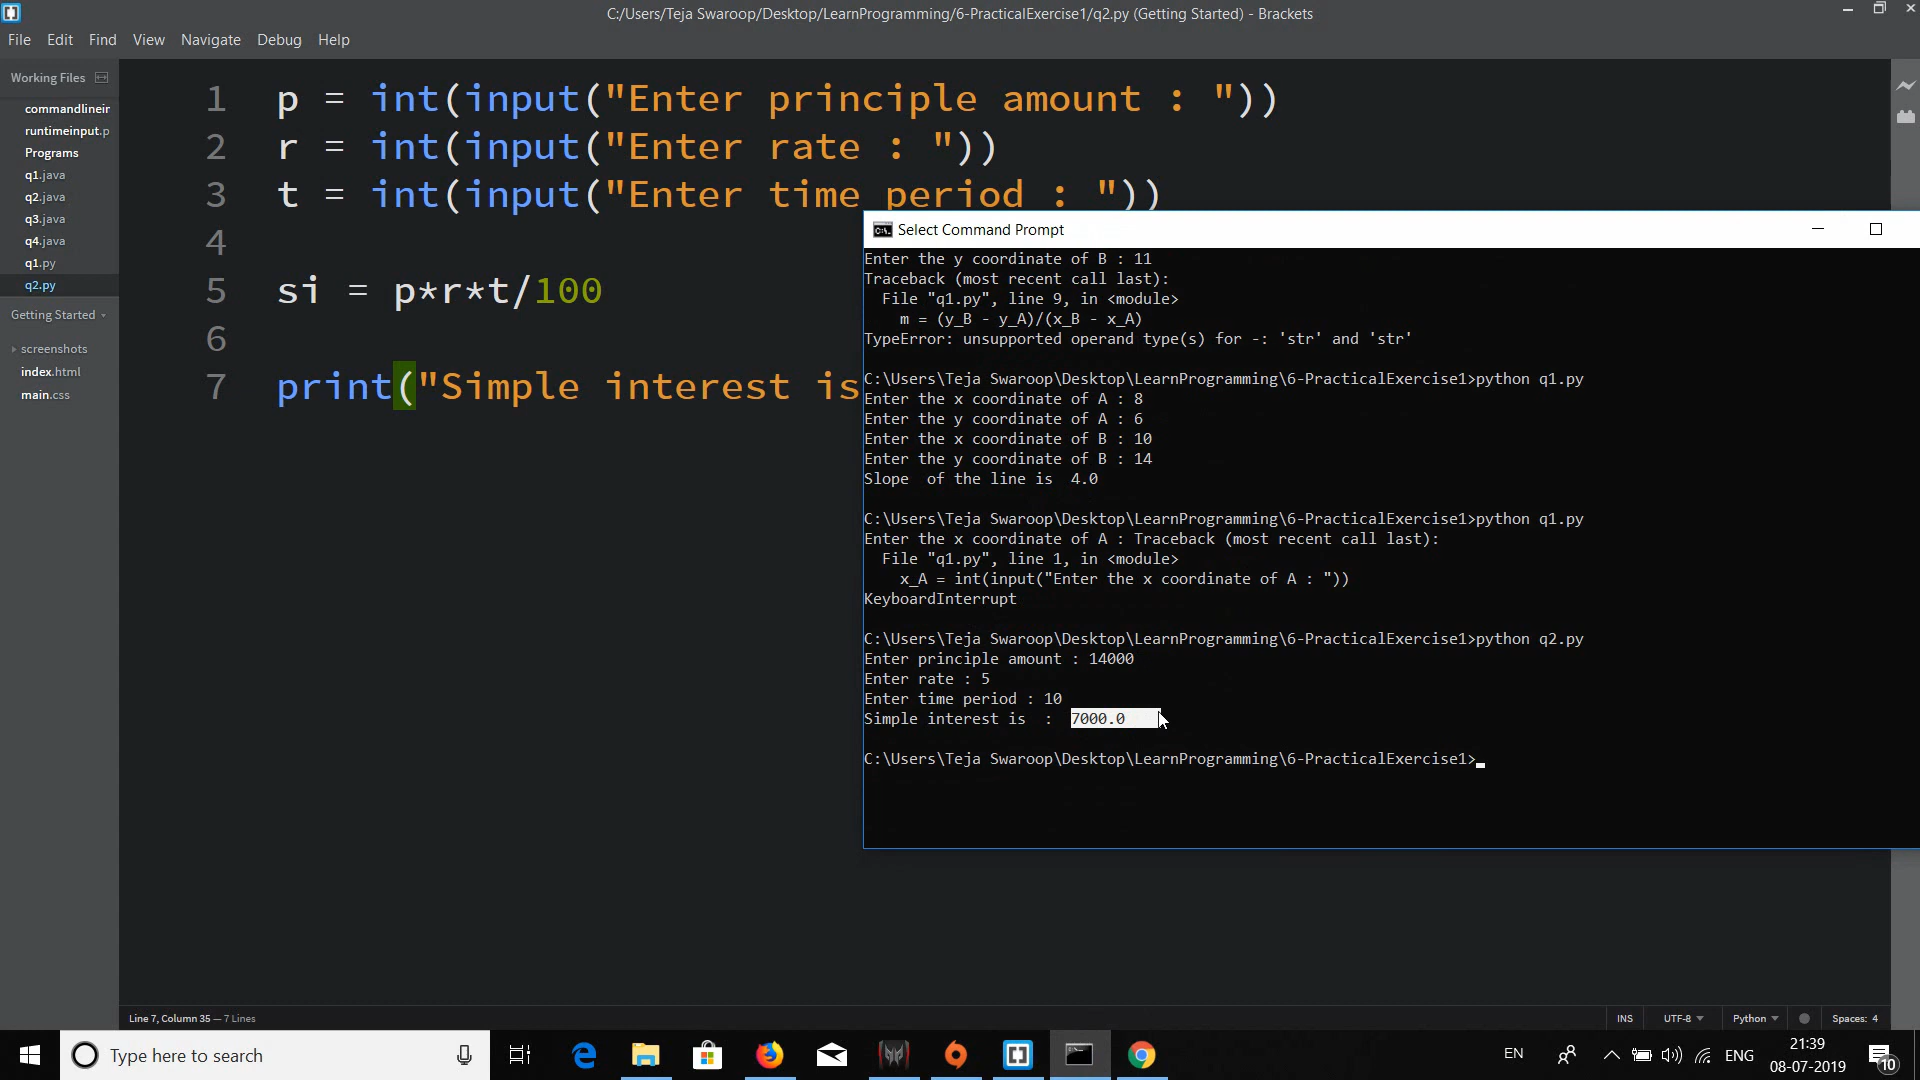 C:/Users/Teja Swaroop/Desktop/LearnProgramming/6-PracticalExercise1/q2.py (Getting Started) - Brackets
File Edit Find View Navigate Debug Help
Working Files
commandlinein
runtimeinput.p
Programs
q1.java
q2.java
q3.java
q4.java
q1.py
q2.py
Getting Started
screenshots
index.html
main.css
1 p = int(input("Enter principle amount : "))
2 r = int(input("Enter rate : "))
3 t = int(input("Enter time period : "))
4
5 si = p*r*t/100
6
7 print("Simple interest is
Select Command Prompt
Enter the y coordinate of B : 11
Traceback (most recent call last):
File "q1.py", line 9, in <module>
m = (y_B - y_A)/(x_B - x_A)
TypeError: unsupported operand type(s) for -: 'str' and 'str'
C:\Users\Teja Swaroop\Desktop\LearnProgramming\6-PracticalExercise1>python q1.py
Enter the x coordinate of A : 8
Enter the y coordinate of A : 6
Enter the x coordinate of B : 10
Enter the y coordinate of B : 14
Slope  of the line is  4.0
C:\Users\Teja Swaroop\Desktop\LearnProgramming\6-PracticalExercise1>python q1.py
Enter the x coordinate of A : Traceback (most recent call last):
File "q1.py", line 1, in <module>
x_A = int(input("Enter the x coordinate of A : "))
KeyboardInterrupt
C:\Users\Teja Swaroop\Desktop\LearnProgramming\6-PracticalExercise1>python q2.py
Enter principle amount : 14000
Enter rate : 5
Enter time period : 10
Simple interest is  :  7000.0
C:\Users\Teja Swaroop\Desktop\LearnProgramming\6-PracticalExercise1>
Line 7, Column 35 — 7 Lines
INS UTF-8 Python Spaces: 4
Type here to search
EN ENG 21:39
08-07-2019 10